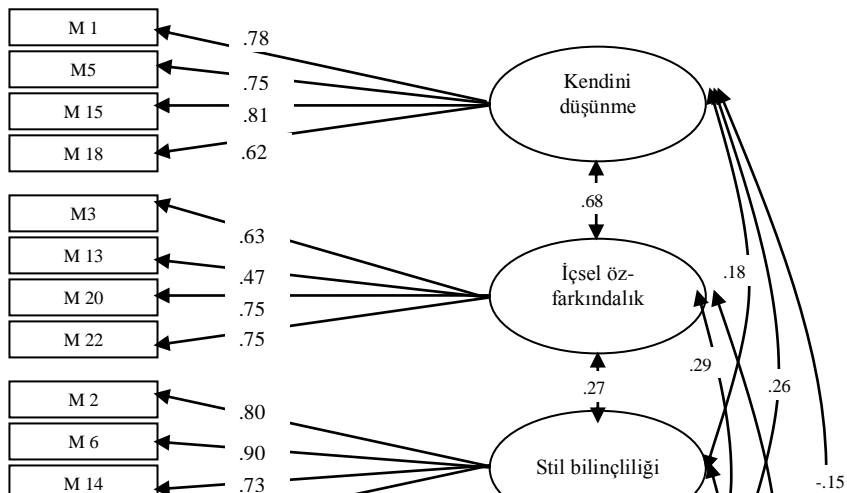 M 1
.78
M5
.75
M 15
.81
M 18
.62
Kendini
düşünme
.68
M3
.63
M 13
.47
M 20
.75
M 22
.75
İçsel öz-
farkındalık
.18
.29
.26
.27
M 2
.80
M 6
.90
M 14
.73
Stil bilinçliliği
-.15